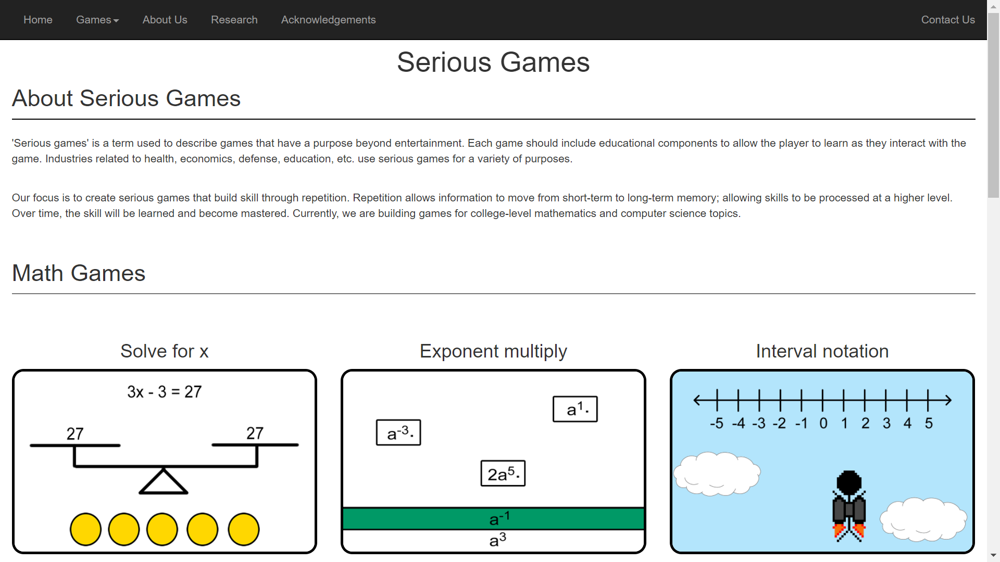 Home Games About Us Research Acknowledgements Contact Us
Serious Games
About Serious Games
'Serious games' is a term used to describe games that have a purpose beyond entertainment. Each game should include educational components to allow the player to learn as they interact with the
game. Industries related to health, economics, defense, education, etc. use serious games for a variety of purposes.
Our focus is to create serious games that build skill through repetition. Repetition allows information to move from short-term to long-term memory; allowing skills to be processed at a higher level.
Over time, the skill will be learned and become mastered. Currently, we are building games for college-level mathematics and computer science topics.
Math Games
Solve for x
3x - 3 = 27
27 27
Exponent multiply
a¹·
a⁻³·
2a⁵·
a⁻¹
a³
Interval notation
-5 -4 -3 -2 -1 0 1 2 3 4 5